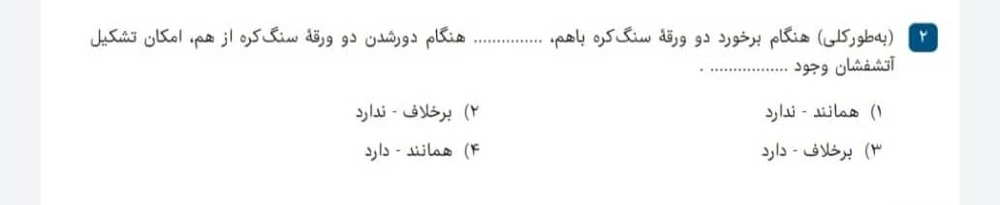 ۲ (به‌طورکلی) هنگام برخورد دو ورقهٔ سنگ‌کره باهم، ............... هنگام دورشدن دو ورقهٔ سنگ‌کره از هم، امکان تشکیل
آتشفشان وجود ................. .
۱) همانند - ندارد ۲) برخلاف - ندارد
۳) برخلاف - دارد ۴) همانند - دارد